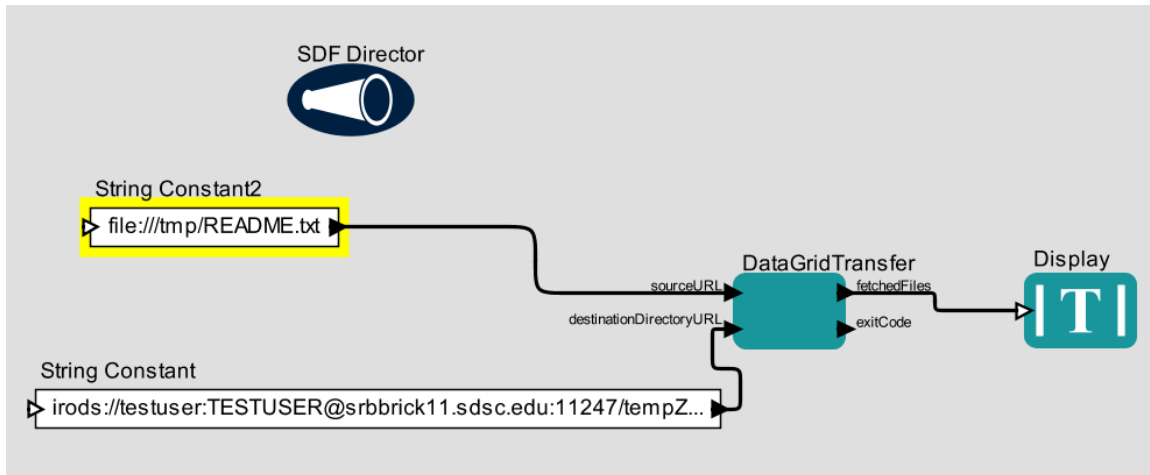 SDF Director
String Constant2
file:///tmp/README.txt
DataGridTransfer
Display
sourceURL
fetchedFiles
T
destinationDirectoryURL
exitCode
String Constant
irods://testuser:TESTUSER@srbbrick11.sdsc.edu:11247/tempZ...